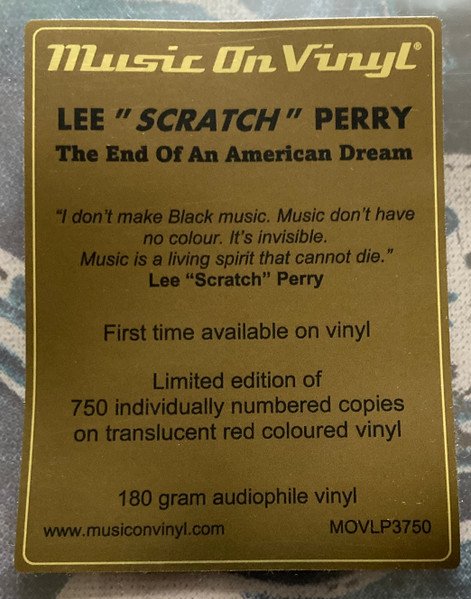 Music On Vinyl®
LEE "SCRATCH" PERRY
The End Of An American Dream
"I don't make Black music. Music don't have
no colour. It's invisible.
Music is a living spirit that cannot die."
Lee "Scratch" Perry
First time available on vinyl
Limited edition of
750 individually numbered copies
on translucent red coloured vinyl
180 gram audiophile vinyl
www.musiconvinyl.com MOVLP3750